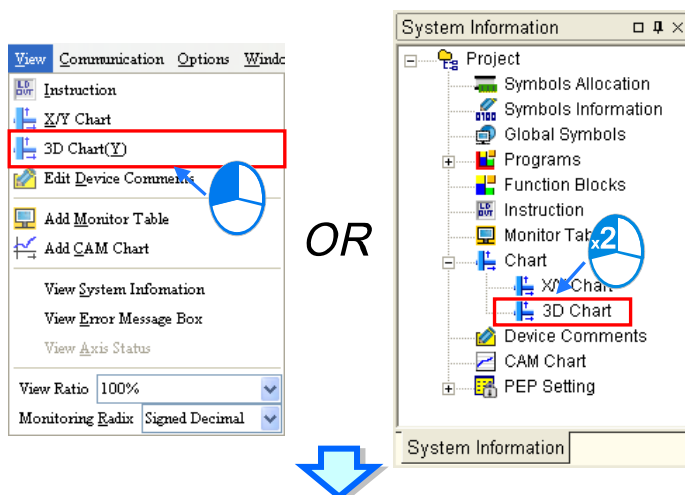 View Communication Options Windo
Instruction
X/Y Chart
3D Chart(Y)
Edit Device Comments
Add Monitor Table
Add CAM Chart
View System Infomation
View Error Message Box
View Axis Status
View Ratio 100%
Monitoring Radix Signed Decimal
OR
System Information
Project
Symbols Allocation
Symbols Information
Global Symbols
Programs
Function Blocks
Instruction
Monitor Tab
x2
Chart
X/Y Chart
3D Chart
Device Comments
CAM Chart
PEP Setting
System Information